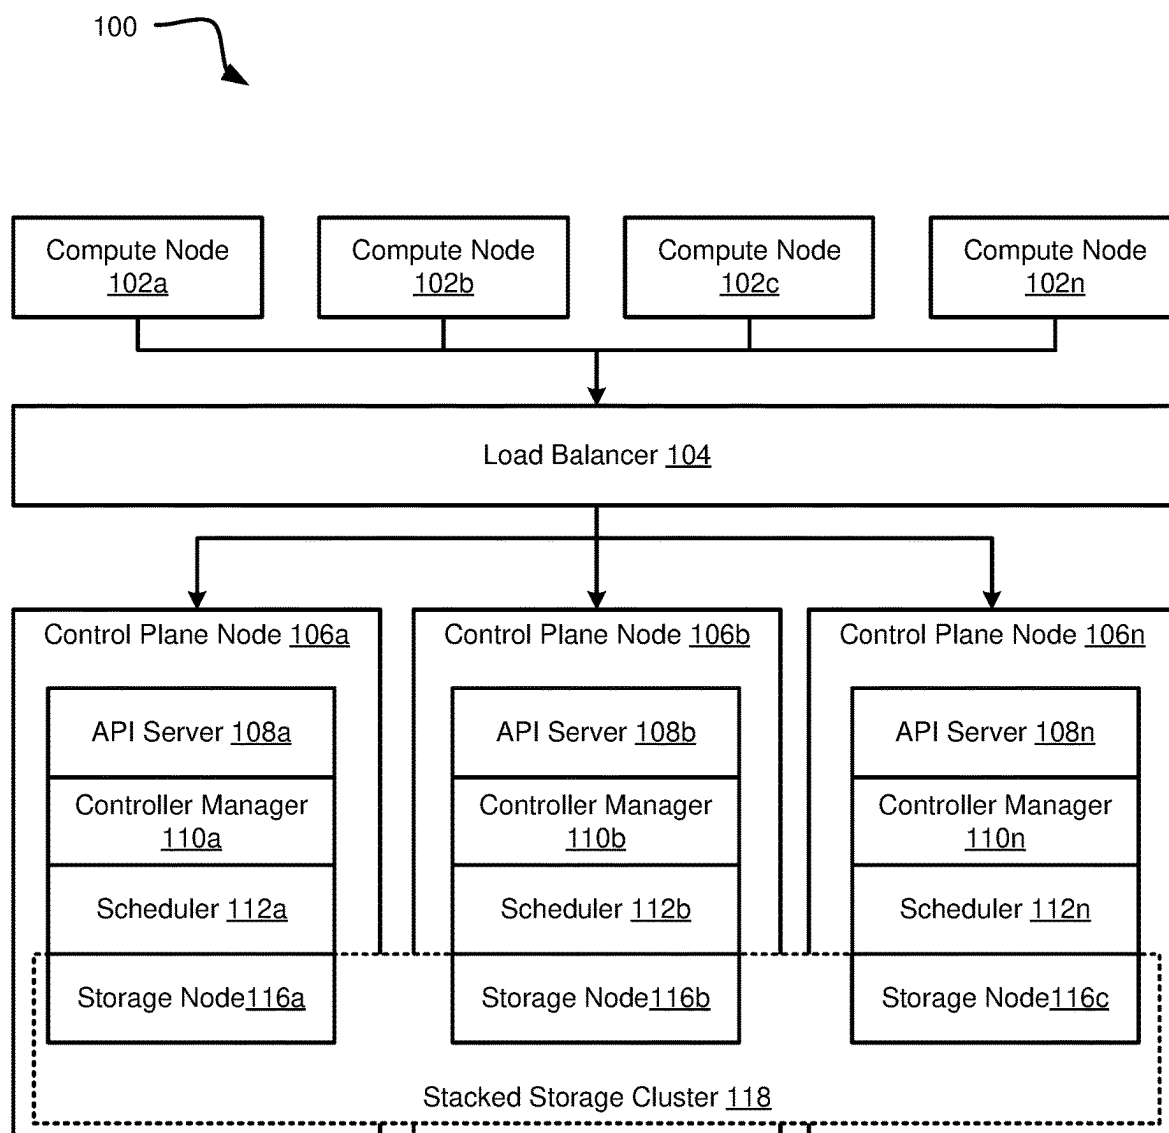 100
Compute Node
102a
Compute Node
102b
Compute Node
102c
Compute Node
102n
Load Balancer 104
Control Plane Node 106a
API Server 108a
Controller Manager
110a
Scheduler 112a
Storage Node116a
Control Plane Node 106b
API Server 108b
Controller Manager
110b
Scheduler 112b
Storage Node116b
Control Plane Node 106n
API Server 108n
Controller Manager
110n
Scheduler 112n
Storage Node116c
Stacked Storage Cluster 118